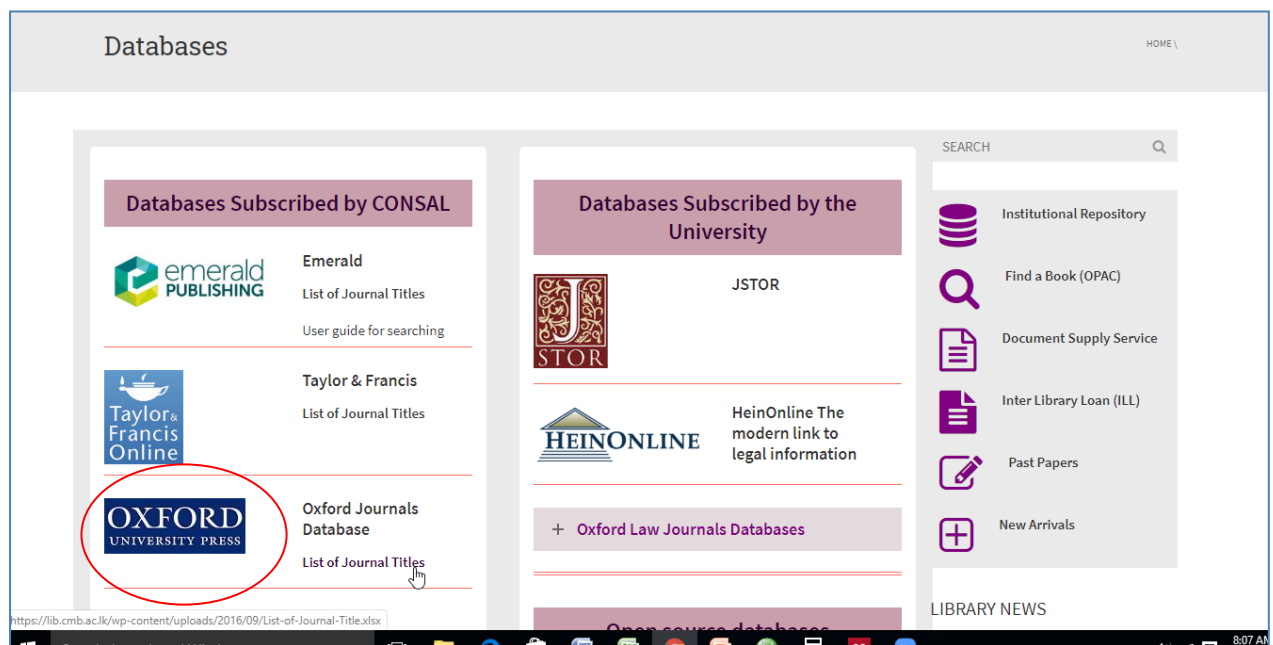 Databases
HOME \
SEARCH
Databases Subscribed by CONSAL
emerald
PUBLISHING
Emerald
List of Journal Titles
User guide for searching
Taylor &
Francis
Online
Taylor & Francis
List of Journal Titles
OXFORD
UNIVERSITY PRESS
Oxford Journals
Database
List of Journal Titles
Databases Subscribed by the
University
J
STOR
JSTOR
HEINONLINE
HeinOnline The
modern link to
legal information
+ Oxford Law Journals Databases
Open source databases
Institutional Repository
Find a Book (OPAC)
Document Supply Service
Inter Library Loan (ILL)
Past Papers
New Arrivals
LIBRARY NEWS
https://lib.cmb.ac.lk/wp-content/uploads/2016/09/List-of-Journal-Title.xlsx
8:07 AM